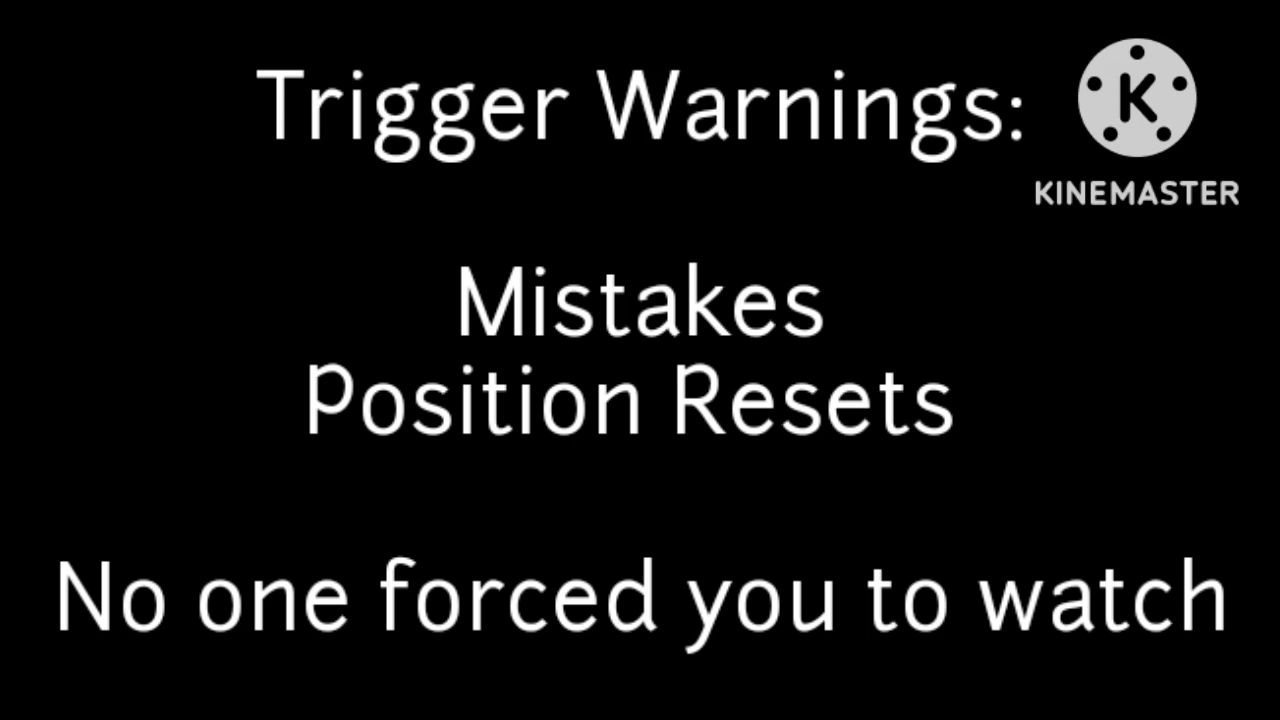 Trigger Warnings:
K
KINEMASTER
Mistakes
Position Resets
No one forced you to watch